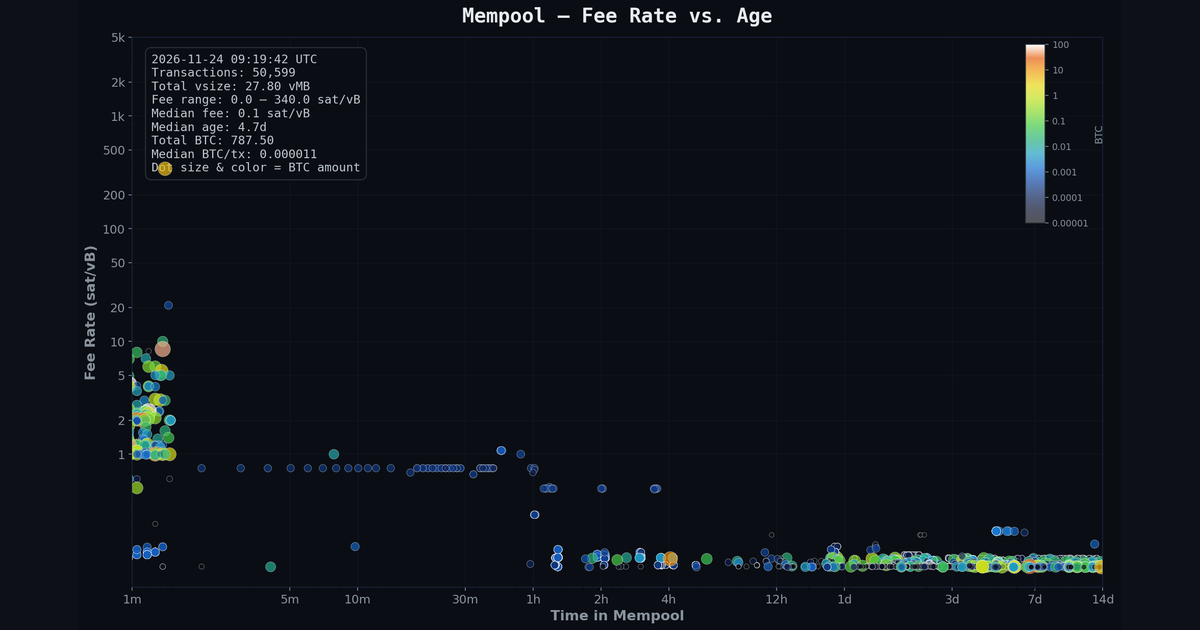 Mempool — Fee Rate vs. Age
2026-11-24 09:19:42 UTC
Transactions: 50,599
Total vsize: 27.80 vMB
Fee range: 0.0 – 340.0 sat/vB
Median fee: 0.1 sat/vB
Median age: 4.7d
Total BTC: 787.50
Median BTC/tx: 0.000011
Dot size & color = BTC amount
Fee Rate (sat/vB)
5k
2k
1k
500
200
100
50
20
10
5
2
1
100
10
1
0.1
0.01
0.001
0.0001
0.00001
BTC
1m
5m
10m
30m
1h
2h
4h
12h
1d
3d
7d
14d
Time in Mempool